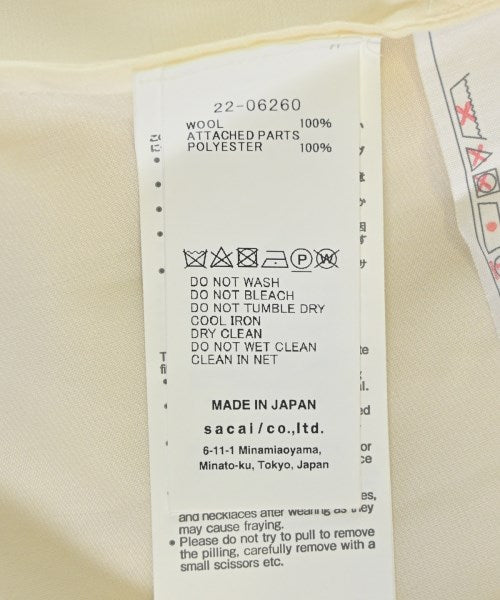 22-06260
WOOL 100%
ATTACHED PARTS
POLYESTER 100%
DO NOT WASH
DO NOT BLEACH
DO NOT TUMBLE DRY
COOL IRON
DRY CLEAN
DO NOT WET CLEAN
CLEAN IN NET
MADE IN JAPAN
sacai/co.,ltd.
6-11-1 Minamiaoyama,
Minato-ku, Tokyo, Japan
and necklaces after wearing as they
may cause fraying.
• Please do not try to pull to remove
the pilling, carefully remove with a
small scissors etc.